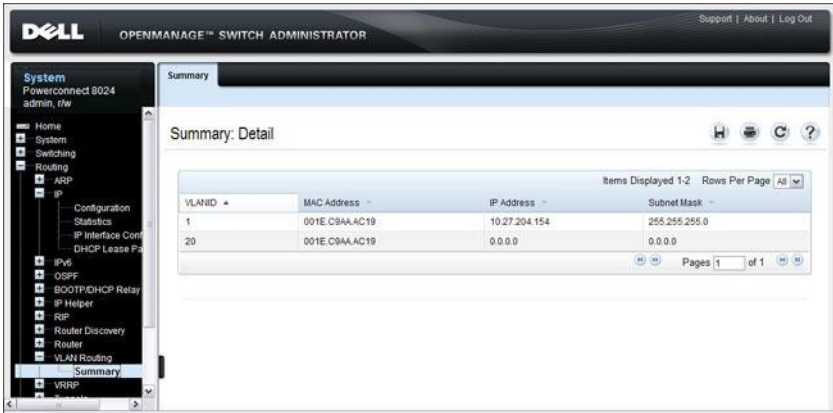 Support | About | Log Out
DELL OPENMANAGE™ SWITCH ADMINISTRATOR
System
Powerconnect 8024
admin, r/w
Home
System
Switching
Routing
ARP
IP
Configuration
Statistics
IP Interface Conf
DHCP Lease Pa
IPv6
OSPF
BOOTP/DHCP Relay
IP Helper
RIP
Router Discovery
Router
VLAN Routing
Summary
VRRP
Summary
Summary: Detail
Items Displayed 1-2 Rows Per Page All
VLANID MAC Address IP Address Subnet Mask
1 001E.C9AA.AC19 10.27.204.154 255.255.255.0
20 001E.C9AA.AC19 0.0.0.0 0.0.0.0
Pages 1 of 1